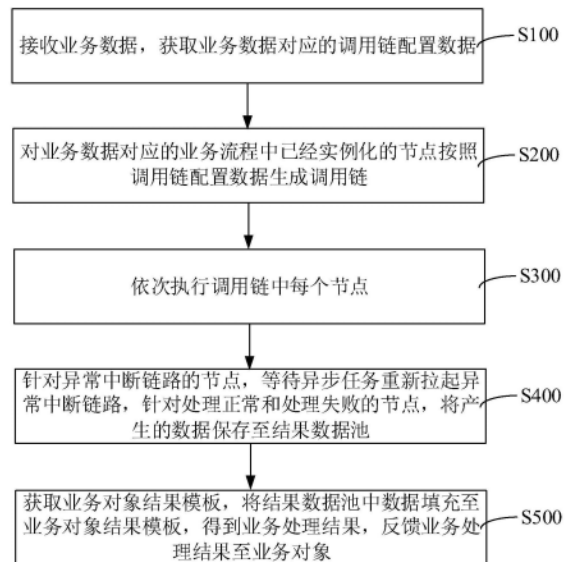 接收业务数据，获取业务数据对应的调用链配置数据
S100
对业务数据对应的业务流程中已经实例化的节点按照
调用链配置数据生成调用链
S200
依次执行调用链中每个节点
S300
针对异常中断链路的节点，等待异步任务重新拉起异
常中断链路，针对处理正常和处理失败的节点，将产
生的数据保存至结果数据池
S400
获取业务对象结果模板，将结果数据池中数据填充至
业务对象结果模板，得到业务处理结果，反馈业务处
理结果至业务对象
S500